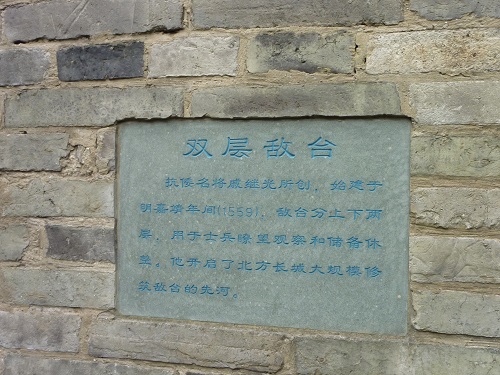 双层敌台
抗倭名将戚继光所创，始建于
明嘉靖年间(1559)，敌台分上下两
层，用于士兵瞭望观察和储备休
整。他开启了北方长城大规模修
筑敌台的先河。